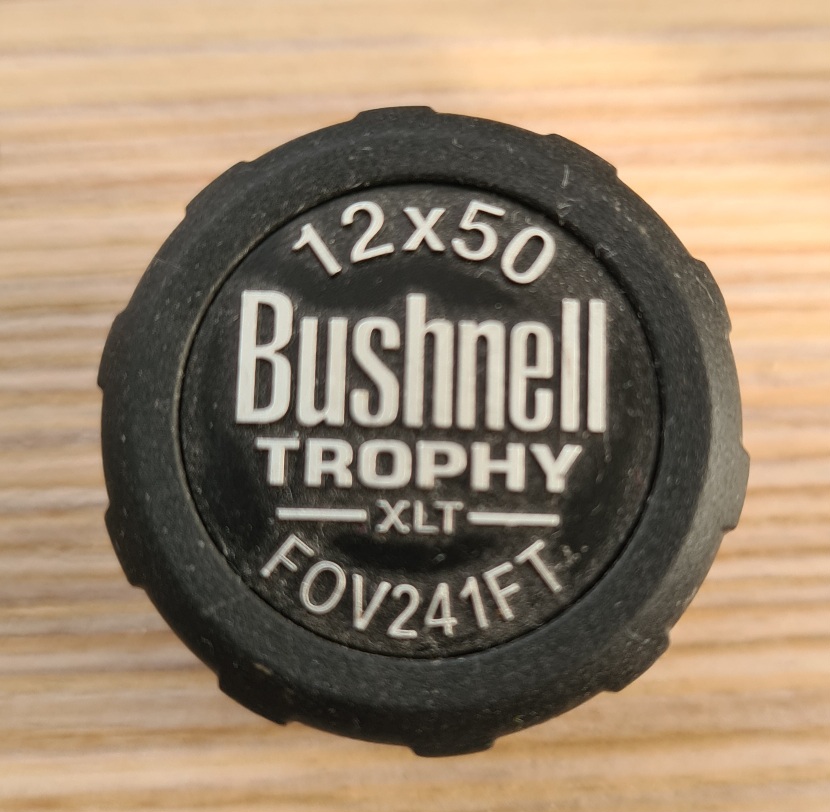 12x50
Bushnell
TROPHY
XLT
FOV241FT